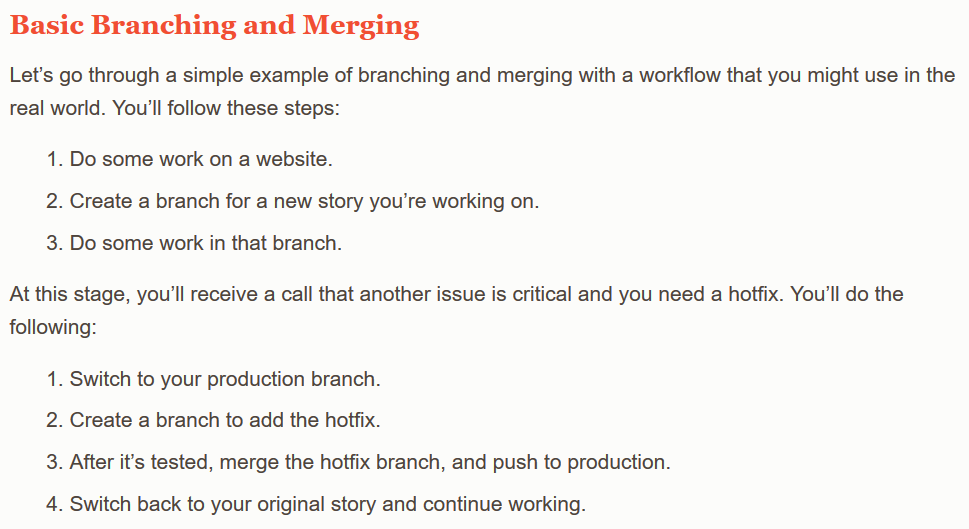 Basic Branching and Merging
Let’s go through a simple example of branching and merging with a workflow that you might use in the
real world. You’ll follow these steps:
1. Do some work on a website.
2. Create a branch for a new story you’re working on.
3. Do some work in that branch.
At this stage, you’ll receive a call that another issue is critical and you need a hotfix. You’ll do the
following:
1. Switch to your production branch.
2. Create a branch to add the hotfix.
3. After it’s tested, merge the hotfix branch, and push to production.
4. Switch back to your original story and continue working.